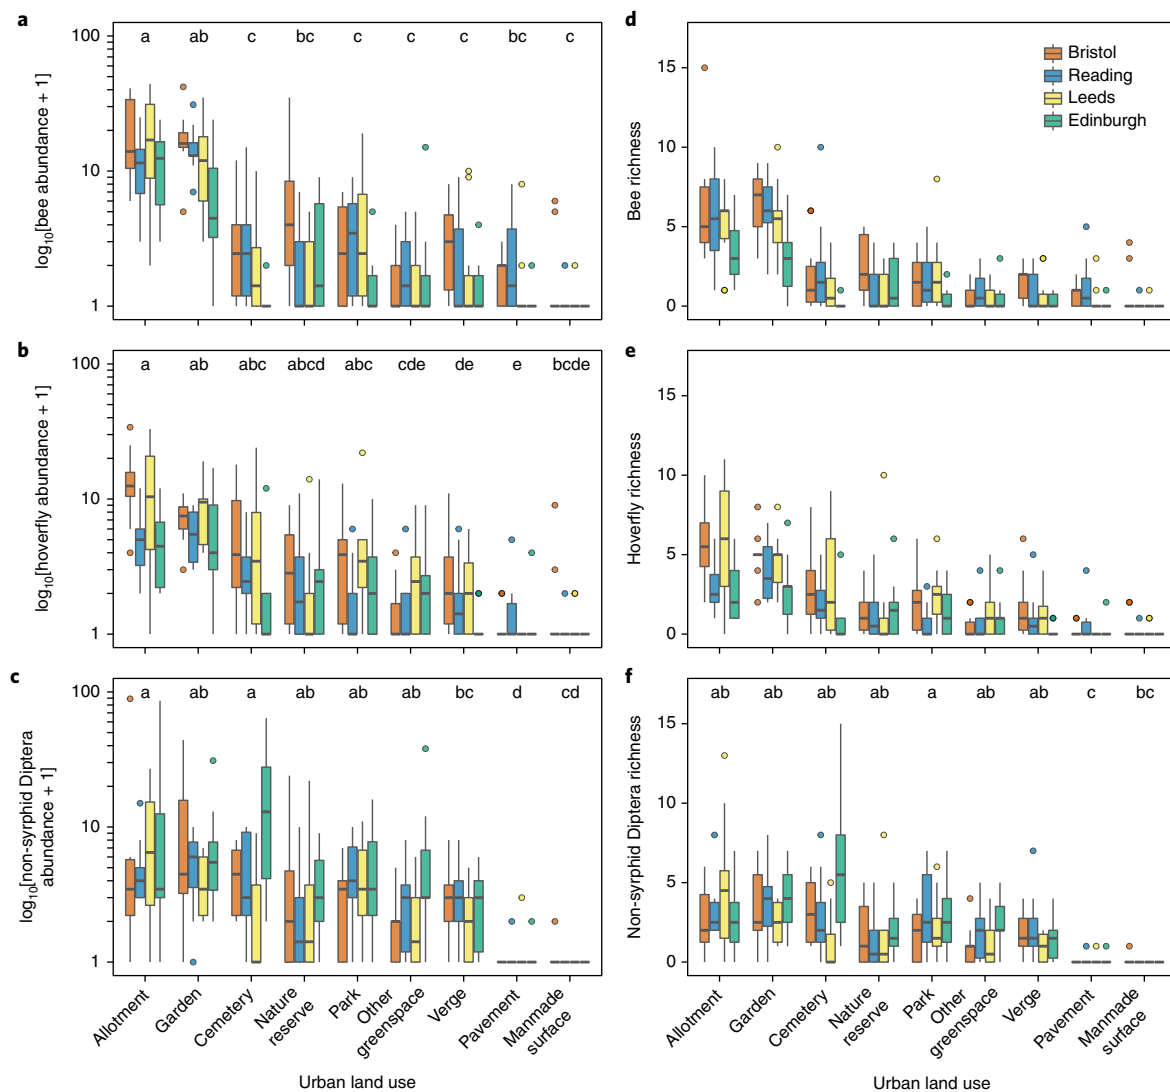 a
100
10
1
log10[bee abundance + 1]
a ab c bc c c c bc c
d
15
10
5
0
Bee richness
Bristol
Reading
Leeds
Edinburgh
b
100
10
1
log10[hoverfly abundance + 1]
a ab abc abcd abc cde de e bcde
e
15
10
5
0
Hoverfly richness
c
100
10
1
log10[non-syrphid Diptera
abundance + 1]
a ab a ab ab ab bc d cd
f
15
10
5
0
Non-syrphid Diptera richness
ab ab ab ab a ab ab c bc
Allotment
Garden
Cemetery
Nature
reserve
Park
Other
greenspace
Verge
Pavement
Manmade
surface
Urban land use
Allotment
Garden
Cemetery
Nature
reserve
Park
Other
greenspace
Verge
Pavement
Manmade
surface
Urban land use